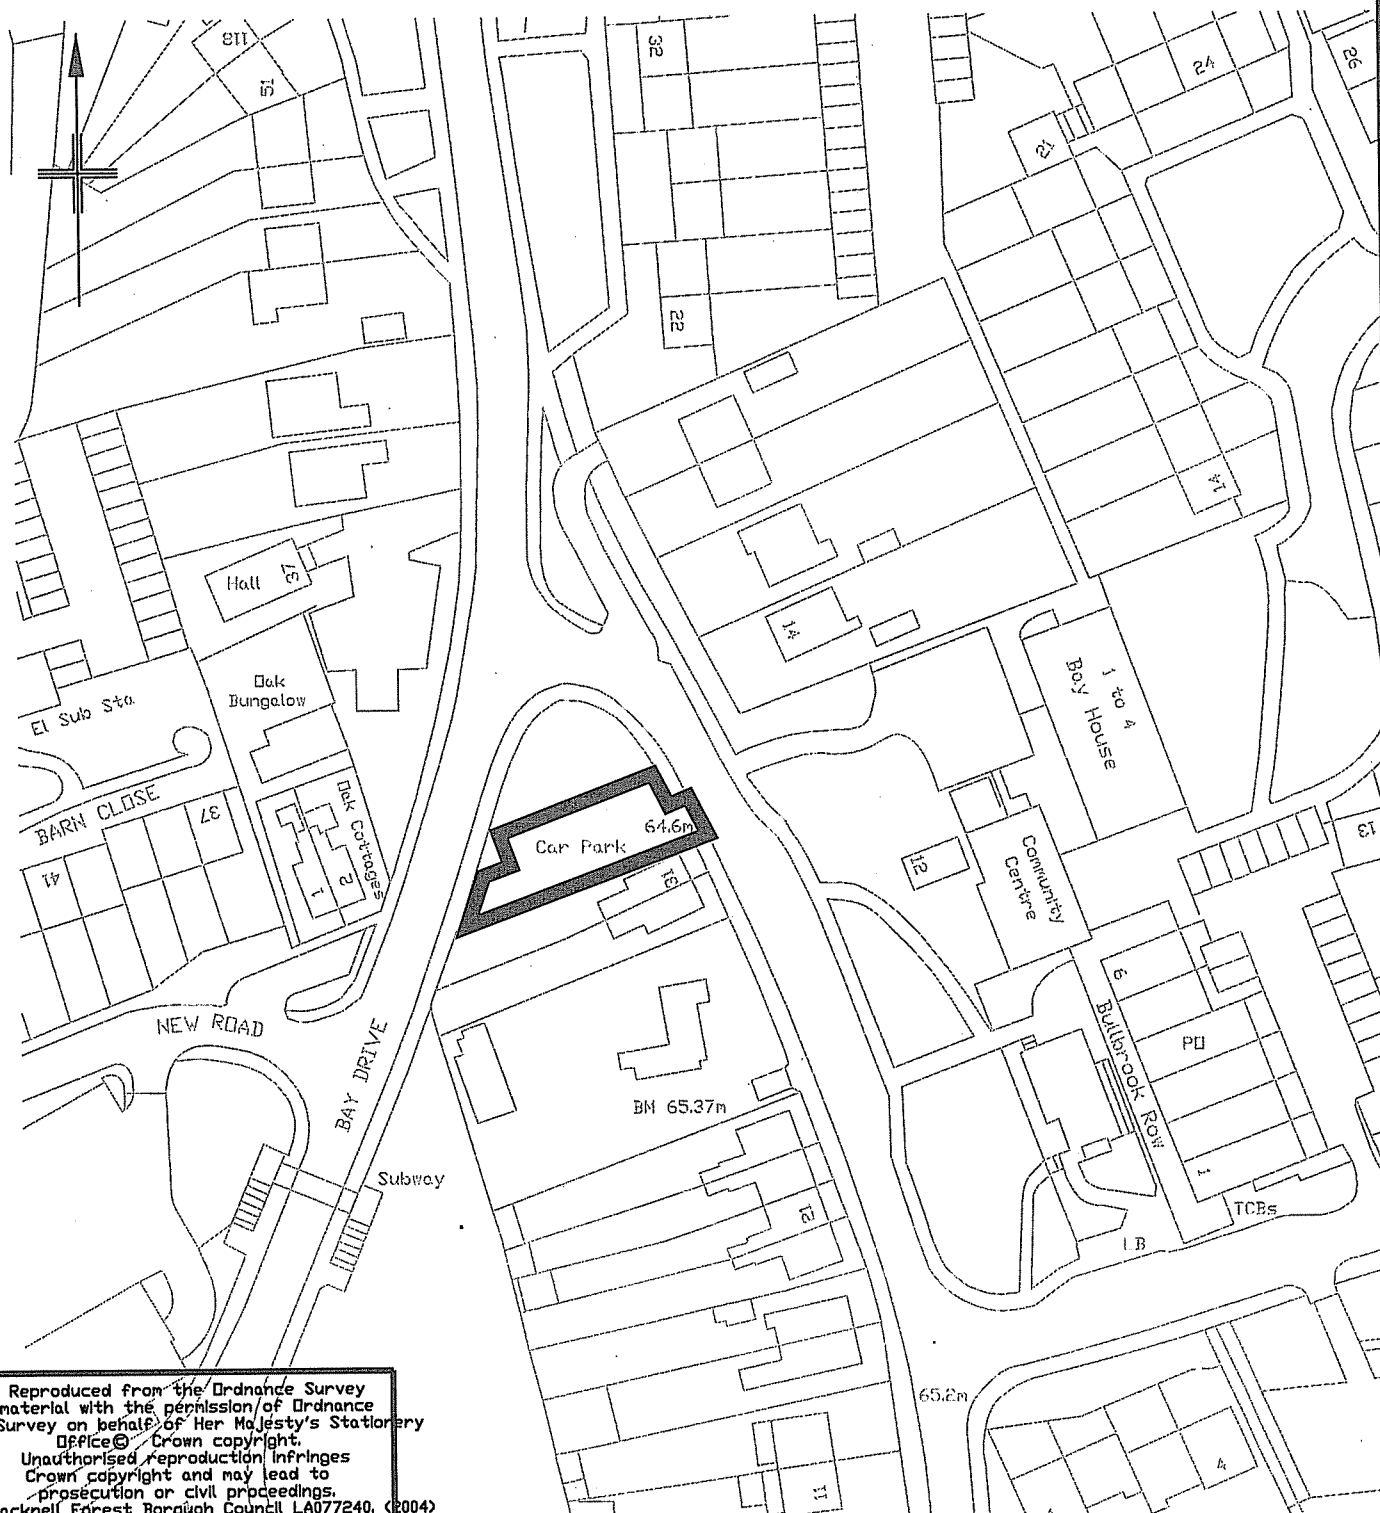 118
51
32
24
26
21
22
14
Hall
37
14
1 to 4
Bay House
Oak
Bungalow
El Sub Sta
BARN CLOSE
37
41
Oak Cottages
1
2
64.6m
Car Park
31
12
Community
Centre
13
6
Bullbrook Row
PO
1
NEW ROAD
BAY DRIVE
BM 65.37m
Subway
21
TCBs
LB
65.2m
4
11
Reproduced from the Ordnance Survey
material with the permission of Ordnance
Survey on behalf of Her Majesty's Stationery
Office © Crown copyright.
Unauthorised reproduction infringes
Crown copyright and may lead to
prosecution or civil proceedings.
acknell Forest Borough Council LA077240. (2004)